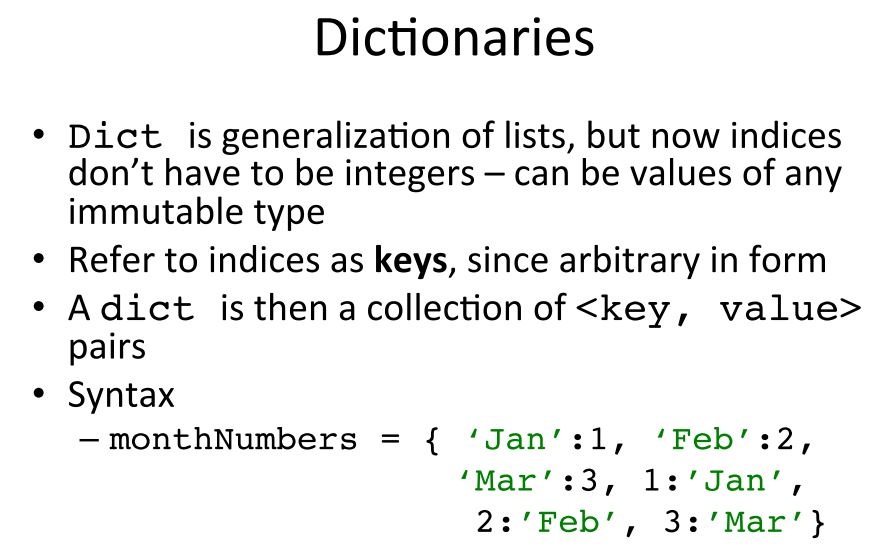 Dictionaries
• Dict is generalization of lists, but now indices
don’t have to be integers – can be values of any
immutable type
• Refer to indices as keys, since arbitrary in form
• A dict is then a collection of <key, value>
pairs
• Syntax
– monthNumbers = { ‘Jan’:1, ‘Feb’:2,
‘Mar’:3, 1:’Jan’,
2:’Feb’, 3:’Mar’}